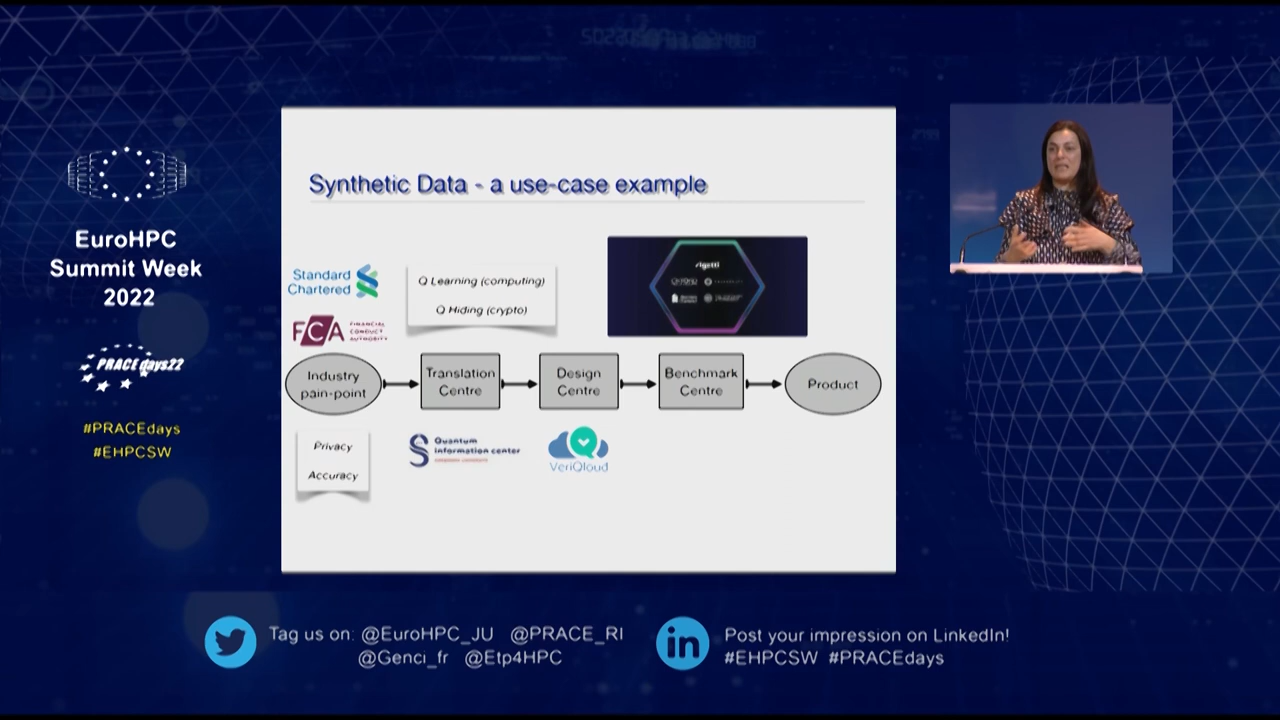 EuroHPC
Summit Week
2022
PRACEdays22
#PRACEdays
#EHPCSW
Synthetic Data - a use-case example
Standard
Chartered
FCA FINANCIAL
CONDUCT
AUTHORITY
Q Learning (computing)
Q Hiding (crypto)
rigetti
Industry
pain-point
Translation
Centre
Design
Centre
Benchmark
Centre
Product
Privacy
Accuracy
Quantum
information center
VeriQloud
Tag us on: @EuroHPC_JU @PRACE_RI
@Genci_fr @Etp4HPC
in
Post your impression on LinkedIn!
#EHPCSW #PRACEdays